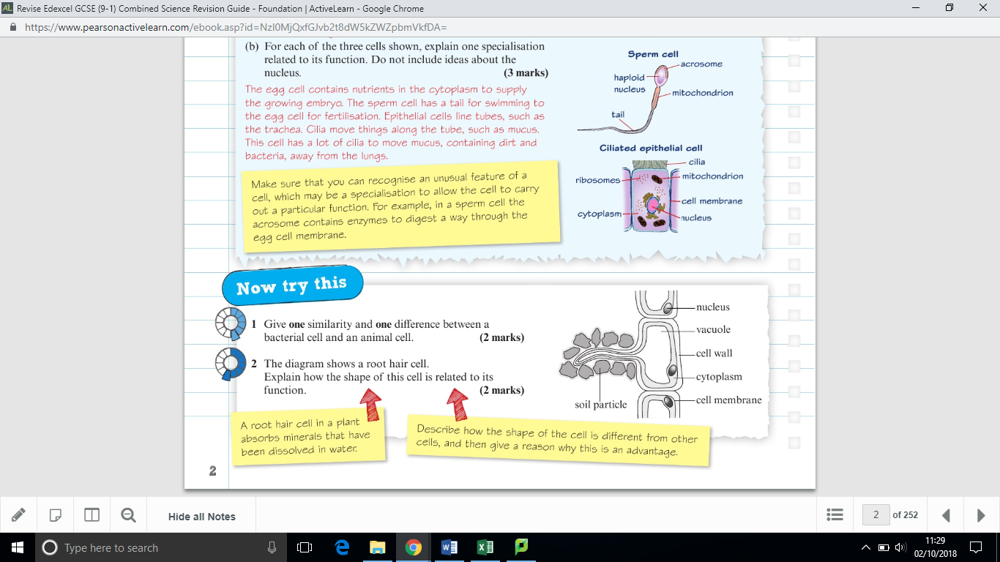 Revise Edexcel GCSE (9-1) Combined Science Revision Guide - Foundation | ActiveLearn - Google Chrome
https://www.pearsonactivelearn.com/ebook.asp?id=NzI0MjQxfGJvb2t8dW5kZWZpbmVkfDA=
(b) For each of the three cells shown, explain one specialisation
related to its function. Do not include ideas about the
nucleus. (3 marks)
The egg cell contains nutrients in the cytoplasm to supply
the growing embryo. The sperm cell has a tail for swimming to
the egg cell for fertilisation. Epithelial cells line tubes, such as
the trachea. Cilia move things along the tube, such as mucus.
This cell has a lot of cilia to move mucus, containing dirt and
bacteria, away from the lungs.
Make sure that you can recognise an unusual feature of a
cell, which may be a specialisation to allow the cell to carry
out a particular function. For example, in a sperm cell the
acrosome contains enzymes to digest a way through the
egg cell membrane.
Sperm cell
acrosome
haploid
nucleus
mitochondrion
tail
Ciliated epithelial cell
cilia
ribosomes
mitochondrion
cell membrane
cytoplasm
nucleus
Now try this
1 Give one similarity and one difference between a
bacterial cell and an animal cell. (2 marks)
2 The diagram shows a root hair cell.
Explain how the shape of this cell is related to its
function. (2 marks)
nucleus
vacuole
cell wall
cytoplasm
cell membrane
soil particle
A root hair cell in a plant
absorbs minerals that have
been dissolved in water.
Describe how the shape of the cell is different from other
cells, and then give a reason why this is an advantage.
2
Hide all Notes
2 of 252
Type here to search
11:29
02/10/2018